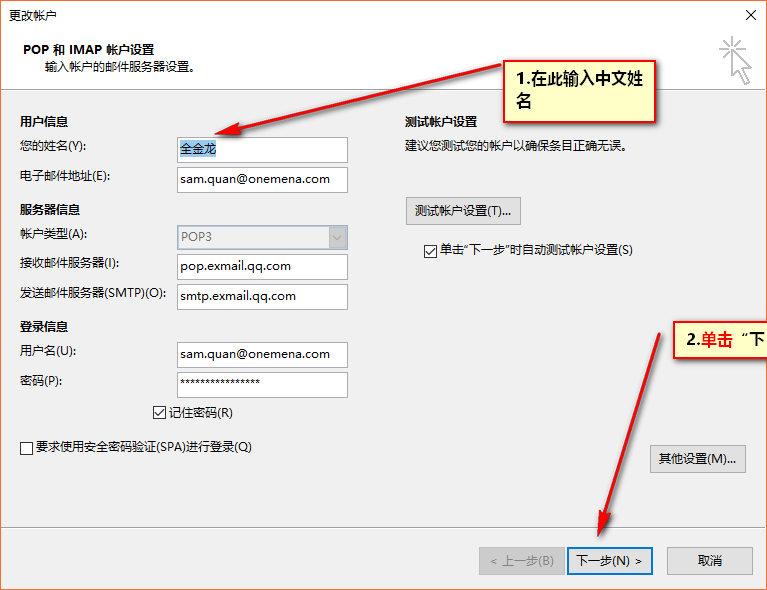 更改帐户
POP 和 IMAP 帐户设置
输入帐户的邮件服务器设置。
1.在此输入中文姓
名
用户信息
您的姓名(Y):
全金龙
电子邮件地址(E):
sam.quan@onemena.com
服务器信息
帐户类型(A):
POP3
接收邮件服务器(I):
pop.exmail.qq.com
发送邮件服务器(SMTP)(O):
smtp.exmail.qq.com
登录信息
用户名(U):
sam.quan@onemena.com
密码(P):
****************
记住密码(R)
要求使用安全密码验证(SPA)进行登录(Q)
测试帐户设置
建议您测试您的帐户以确保条目正确无误。
测试帐户设置(T)...
单击“下一步”时自动测试帐户设置(S)
2.单击“下
其他设置(M)...
< 上一步(B)
下一步(N) >
取消